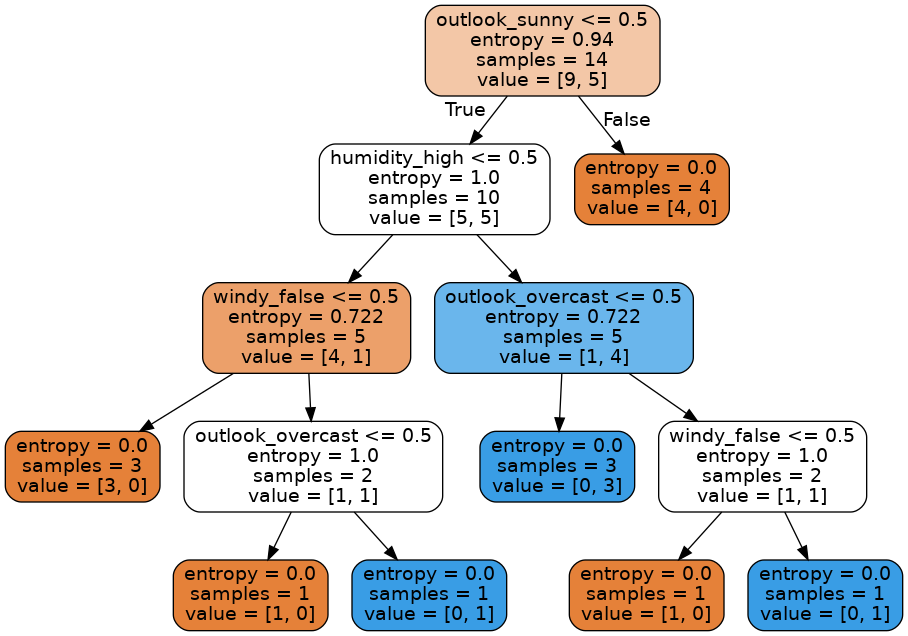 outlook_sunny <= 0.5
entropy = 0.94
samples = 14
value = [9, 5]
True
False
humidity_high <= 0.5
entropy = 1.0
samples = 10
value = [5, 5]
entropy = 0.0
samples = 4
value = [4, 0]
windy_false <= 0.5
entropy = 0.722
samples = 5
value = [4, 1]
outlook_overcast <= 0.5
entropy = 0.722
samples = 5
value = [1, 4]
entropy = 0.0
samples = 3
value = [3, 0]
outlook_overcast <= 0.5
entropy = 1.0
samples = 2
value = [1, 1]
entropy = 0.0
samples = 3
value = [0, 3]
windy_false <= 0.5
entropy = 1.0
samples = 2
value = [1, 1]
entropy = 0.0
samples = 1
value = [1, 0]
entropy = 0.0
samples = 1
value = [0, 1]
entropy = 0.0
samples = 1
value = [1, 0]
entropy = 0.0
samples = 1
value = [0, 1]